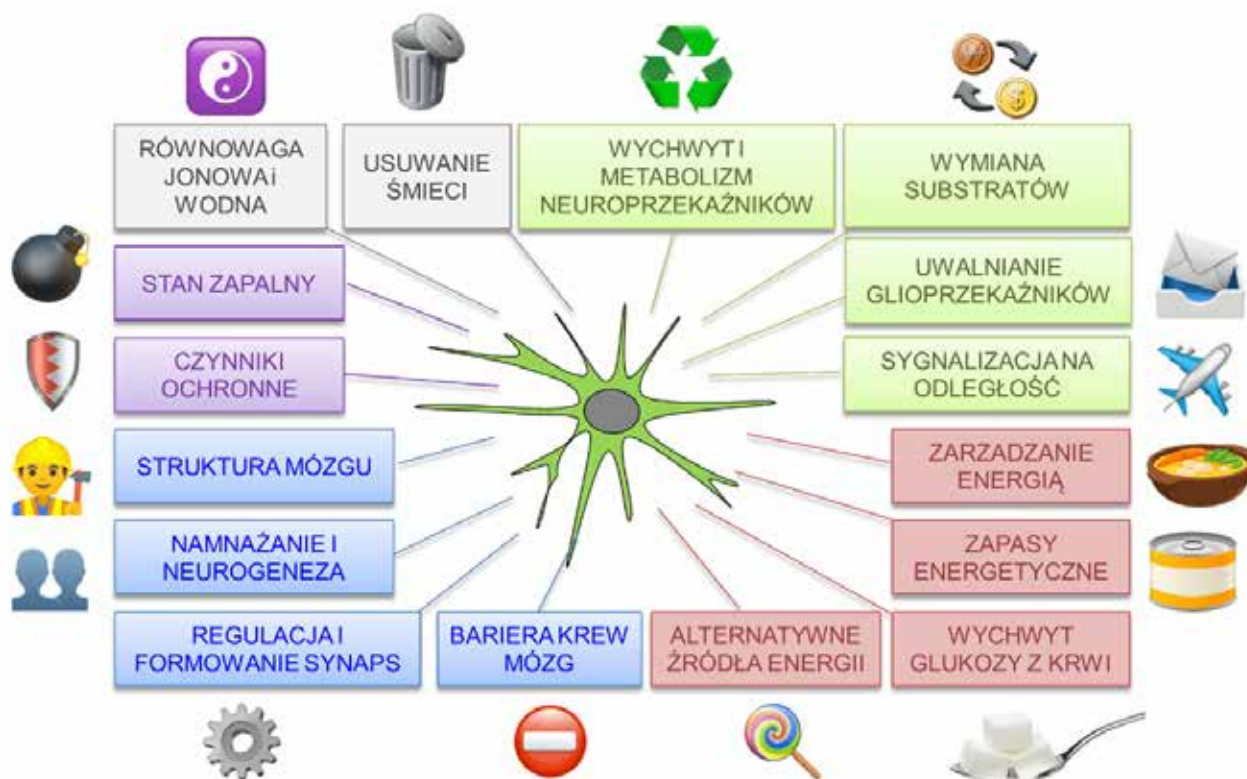 RÓWNOWAGA
JONOWA i
WODNA
USUWANIE
ŚMIECI
WYCHWYT I
METABOLIZM
NEUROPRZEKAŹNIKÓW
WYMIANA
SUBSTRATÓW
STAN ZAPALNY
UWALNIANIE
GLIOPRZEKAŹNIKÓW
CZYNNIKI
OCHRONNE
SYGNALIZACJA NA
ODLEGŁOŚĆ
STRUKTURA MÓZGU
ZARZADZANIE
ENERGIĄ
NAMNAŻANIE I
NEUROGENEZA
ZAPASY
ENERGETYCZNE
REGULACJA I
FORMOWANIE SYNAPS
BARIERA KREW
MÓZG
ALTERNATYWNE
ŹRÓDŁA ENERGII
WYCHWYT
GLUKOZY Z KRWI